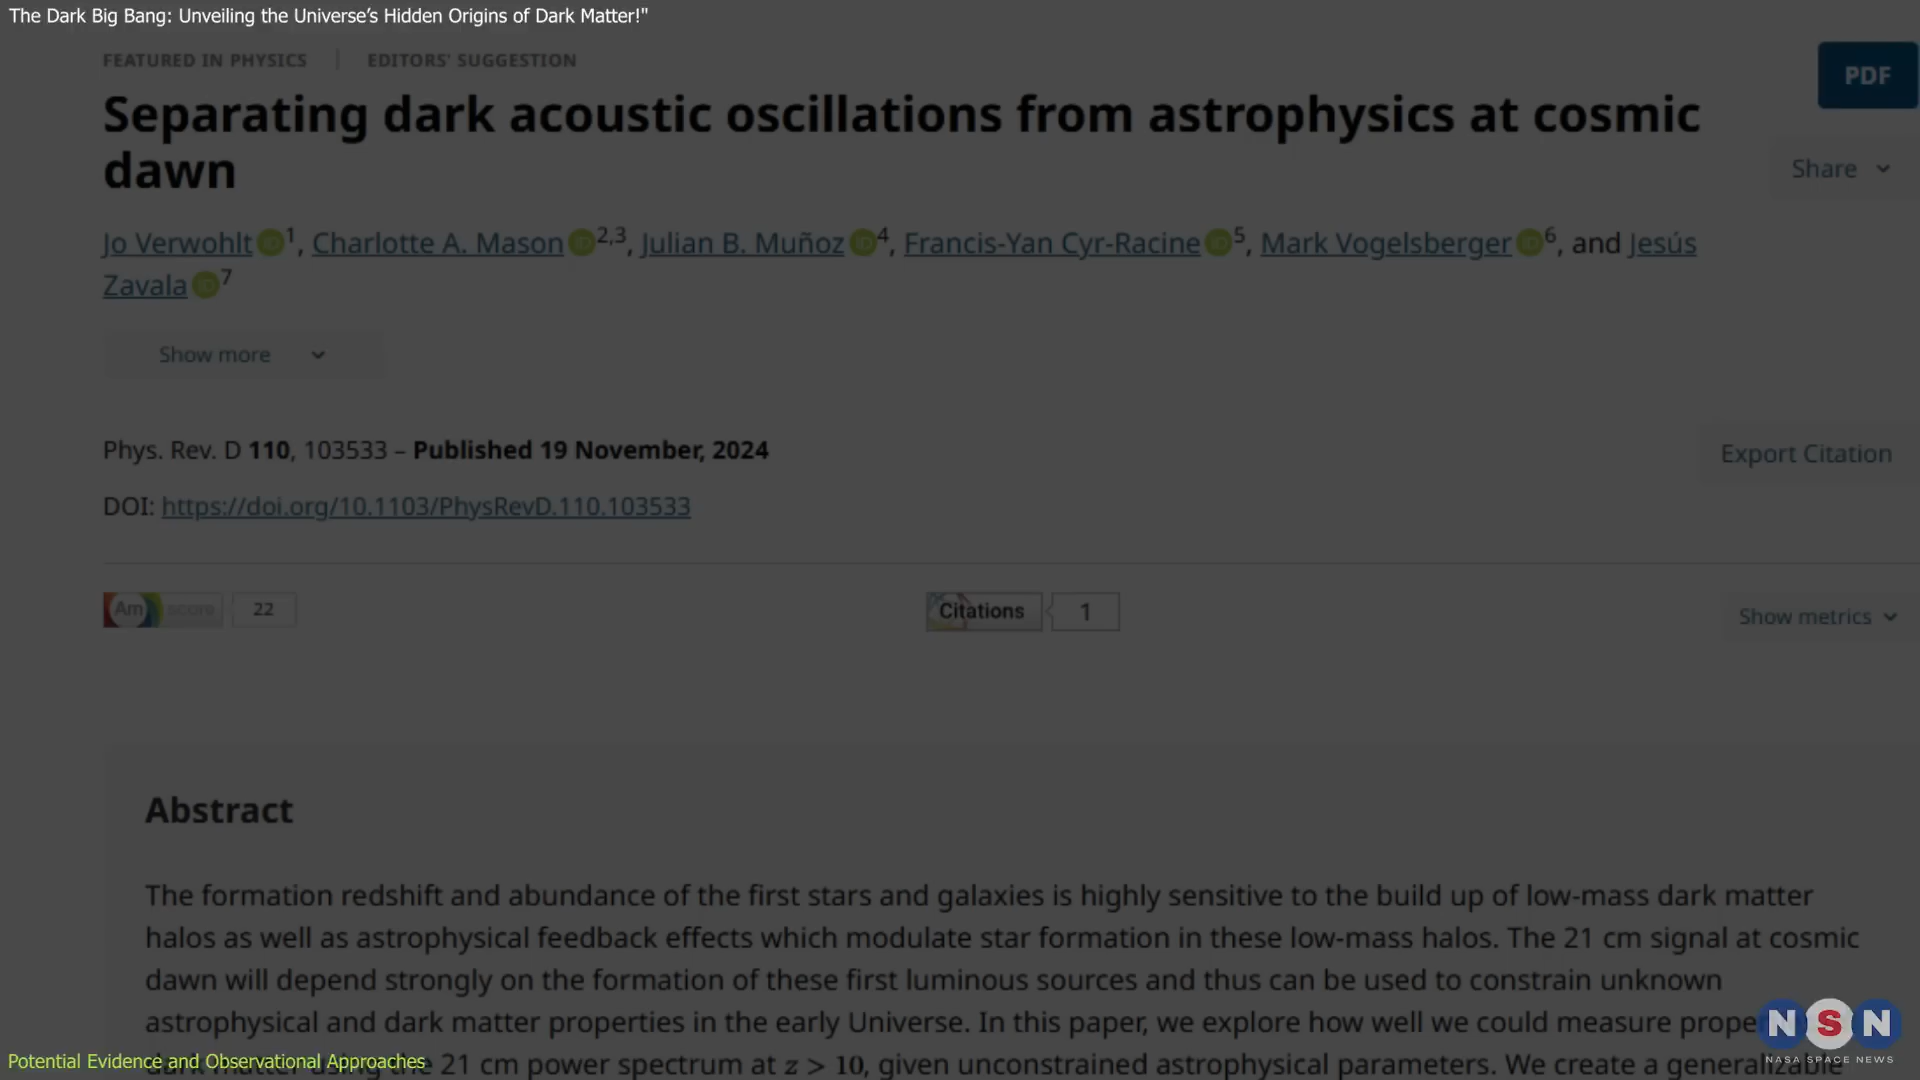 The Dark Big Bang: Unveiling the Universe’s Hidden Origins of Dark Matter!"
FEATURED IN PHYSICS | EDITORS' SUGGESTION
PDF
Separating dark acoustic oscillations from astrophysics at cosmic
dawn
Share
Jo Verwohlt iD 1, Charlotte A. Mason iD 2,3, Julian B. Muñoz iD 4, Francis-Yan Cyr-Racine iD 5, Mark Vogelsberger iD 6, and Jesús
Zavala iD 7
Show more
Phys. Rev. D 110, 103533 – Published 19 November, 2024
Export Citation
DOI: https://doi.org/10.1103/PhysRevD.110.103533
Am score 22
Citations 1
Show metrics
Abstract
The formation redshift and abundance of the first stars and galaxies is highly sensitive to the build up of low-mass dark matter
halos as well as astrophysical feedback effects which modulate star formation in these low-mass halos. The 21 cm signal at cosmic
dawn will depend strongly on the formation of these first luminous sources and thus can be used to constrain unknown
astrophysical and dark matter properties in the early Universe. In this paper, we explore how well we could measure prope
NSN
NASA SPACE NEWS
Potential Evidence and Observational Approaches
21 cm power spectrum at z > 10, given unconstrained astrophysical parameters. We create a generalizable